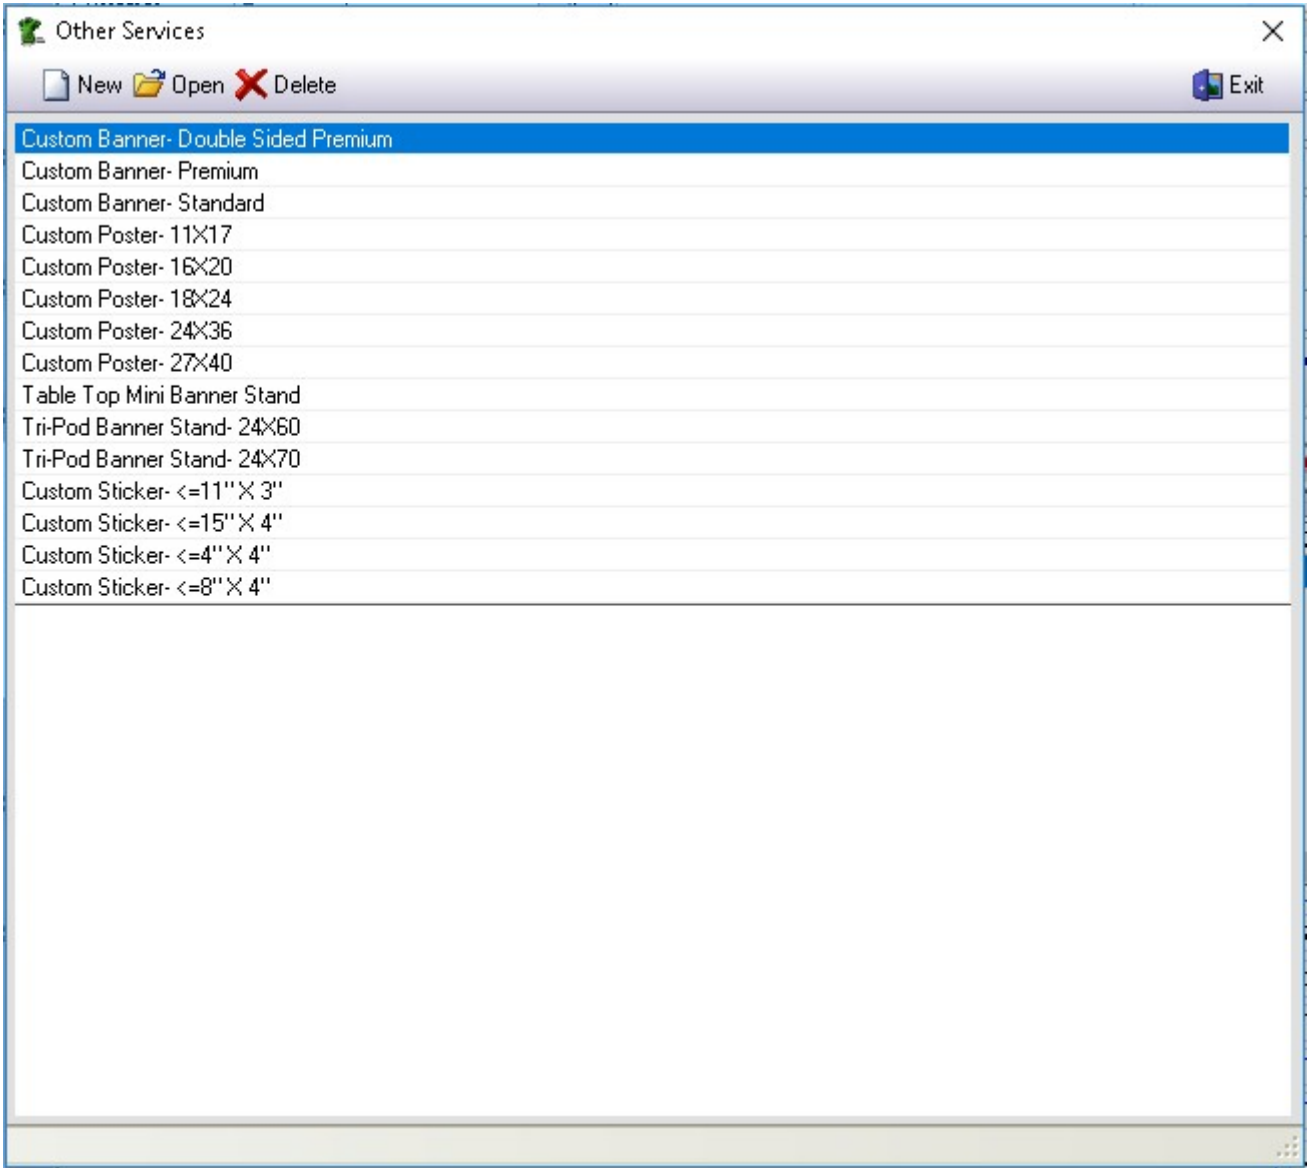 Other Services
New Open Delete Exit
Custom Banner- Double Sided Premium
Custom Banner- Premium
Custom Banner- Standard
Custom Poster- 11X17
Custom Poster- 16X20
Custom Poster- 18X24
Custom Poster- 24X36
Custom Poster- 27X40
Table Top Mini Banner Stand
Tri-Pod Banner Stand- 24X60
Tri-Pod Banner Stand- 24X70
Custom Sticker- <=11" X 3"
Custom Sticker- <=15" X 4"
Custom Sticker- <=4" X 4"
Custom Sticker- <=8" X 4"